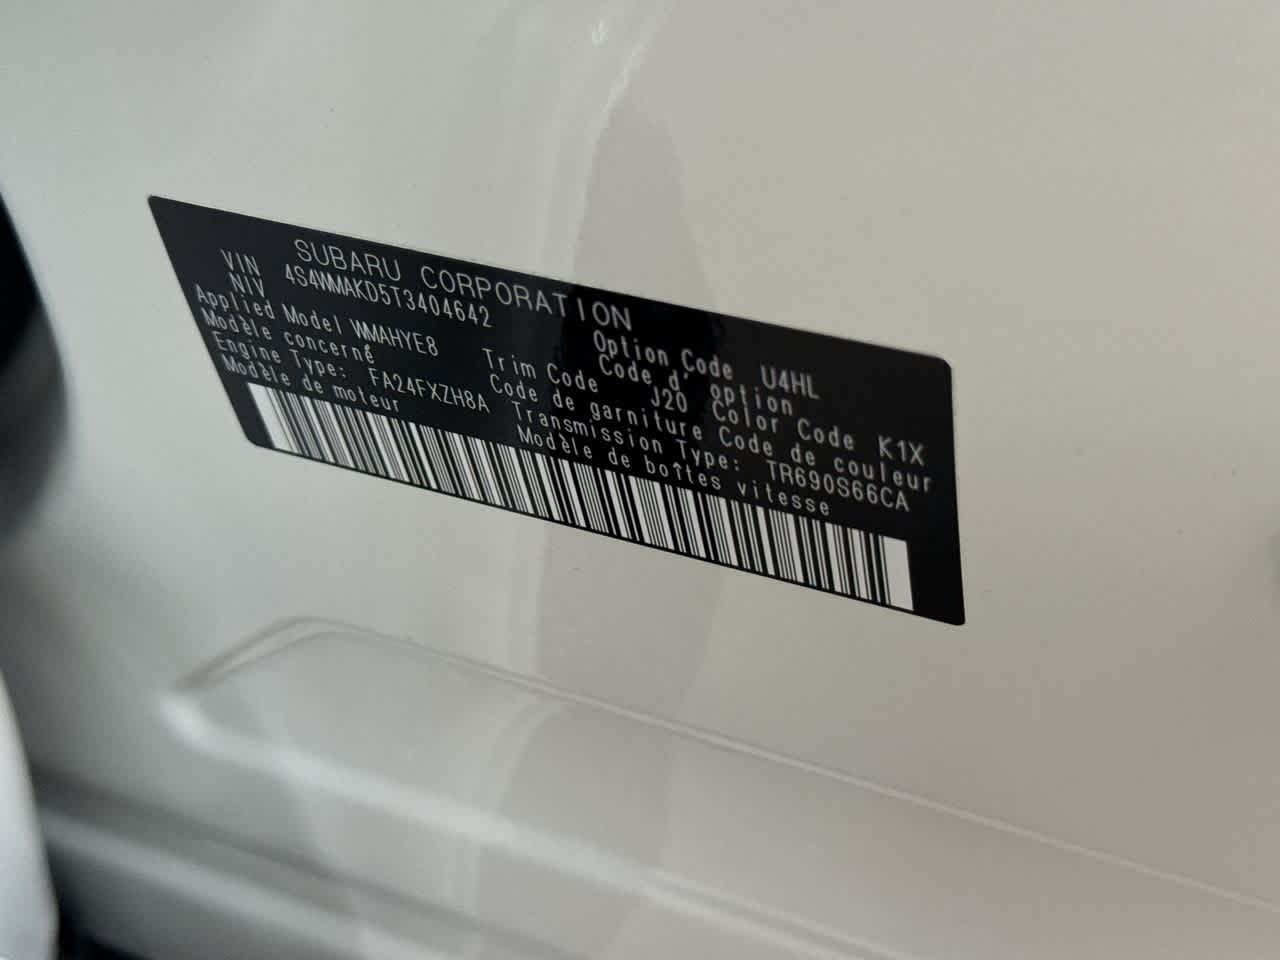 SUBARU CORPORATION
VIN 4S4WMAKD5T3404642
NIV
Option Code U4HL
Code d' option
Applied Model WMAHYE8 Trim Code J20 Color Code K1X
Modèle concerné Code de garniture Code de couleur
Engine Type: FA24FXZH8A Transmission Type: TR690S66CA
Modèle de moteur Modèle de boîtes vitesse